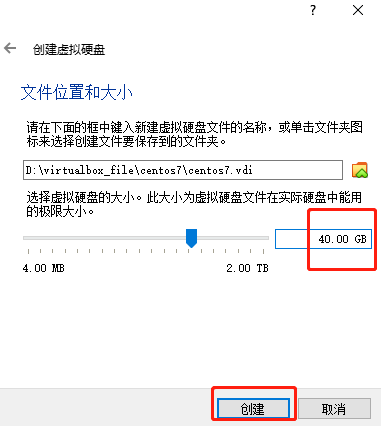 ?
创建虚拟硬盘
文件位置和大小
请在下面的框中键入新建虚拟硬盘文件的名称，或单击文件夹图
标来选择创建文件要保存到的文件夹。
D:\virtualbox_file\centos7\centos7.vdi
选择虚拟硬盘的大小。此大小为虚拟硬盘文件在实际硬盘中能用
的极限大小。
40.00 GB
4.00 MB 2.00 TB
创建 取消